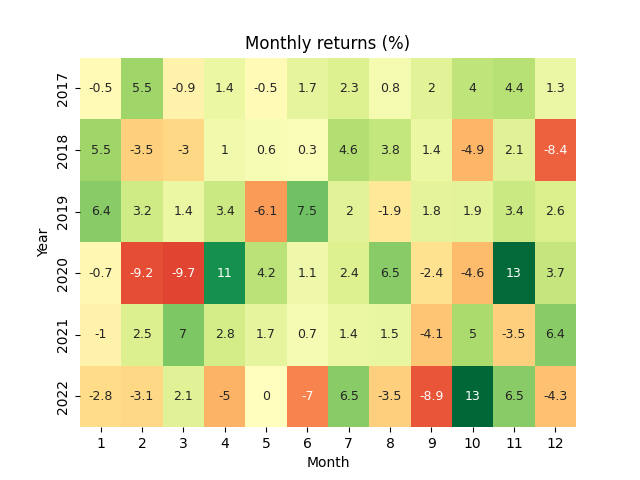 Monthly returns (%)
Year
2017 -0.5 5.5 -0.9 1.4 -0.5 1.7 2.3 0.8 2 4 4.4 1.3
2018 5.5 -3.5 -3 1 0.6 0.3 4.6 3.8 1.4 -4.9 2.1 -8.4
2019 6.4 3.2 1.4 3.4 -6.1 7.5 2 -1.9 1.8 1.9 3.4 2.6
2020 -0.7 -9.2 -9.7 11 4.2 1.1 2.4 6.5 -2.4 -4.6 13 3.7
2021 -1 2.5 7 2.8 1.7 0.7 1.4 1.5 -4.1 5 -3.5 6.4
2022 -2.8 -3.1 2.1 -5 0 -7 6.5 -3.5 -8.9 13 6.5 -4.3
1 2 3 4 5 6 7 8 9 10 11 12
Month